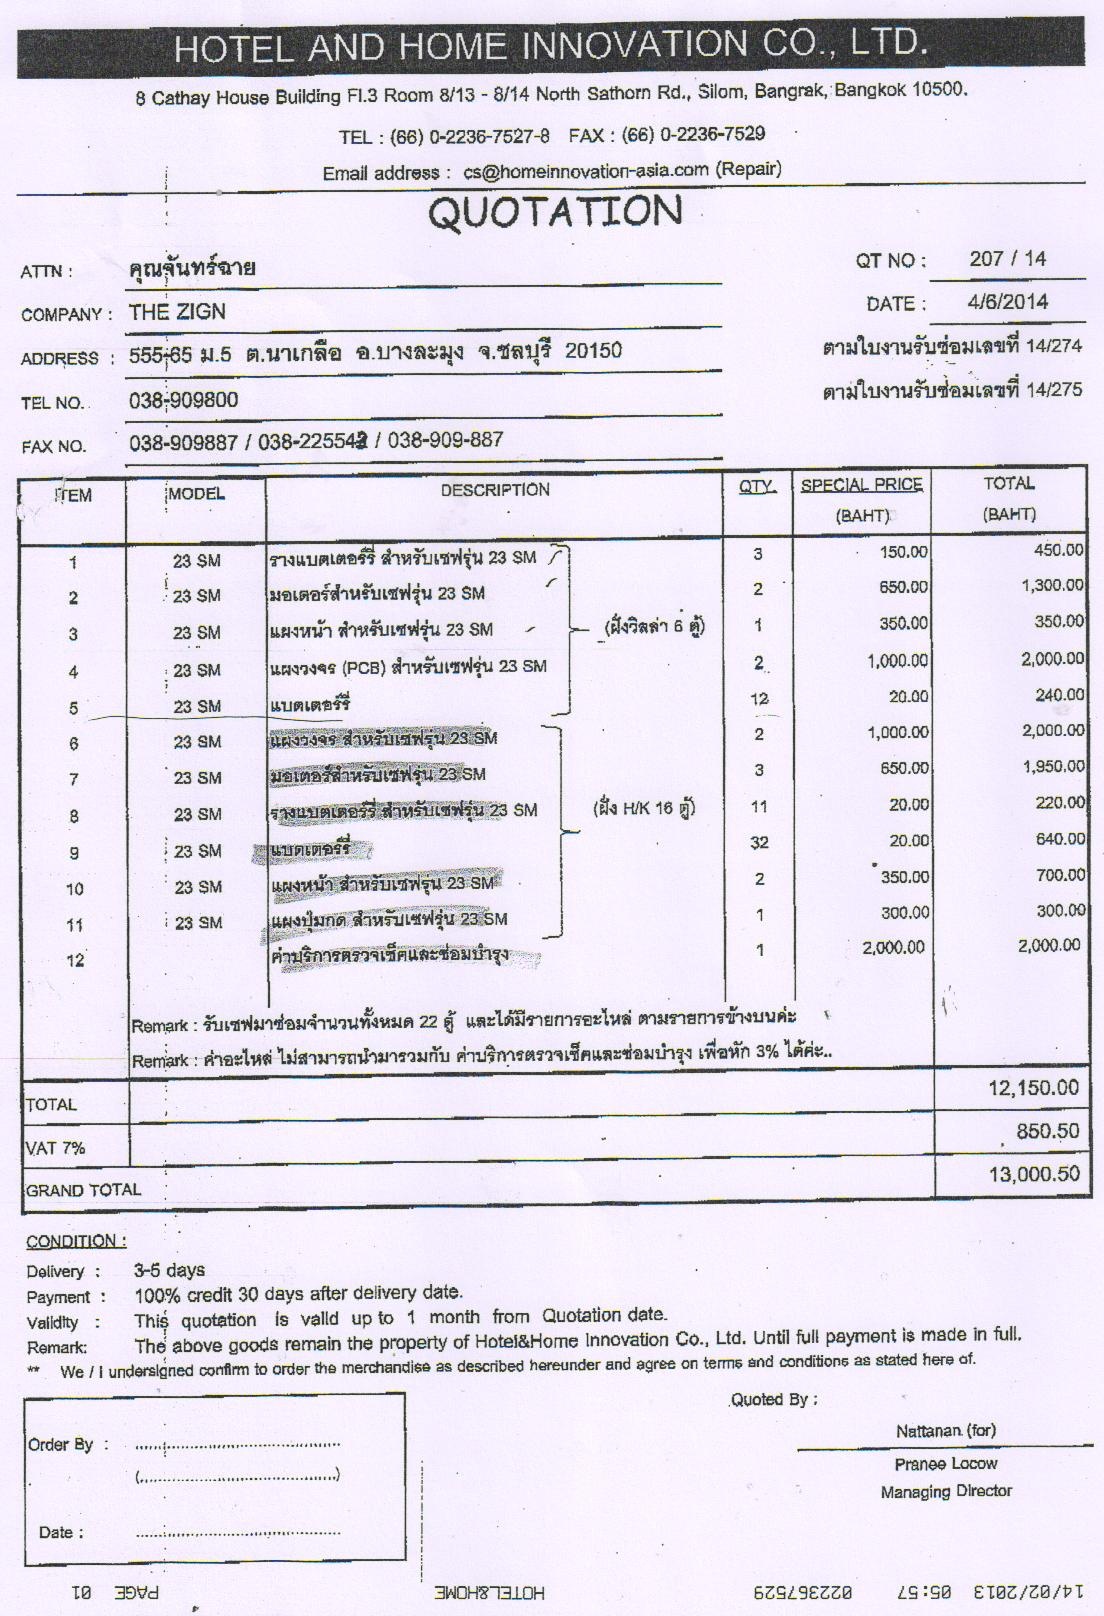 HOTEL AND HOME INNOVATION CO., LTD.
8 Cathay House Building Fl.3 Room 8/13 - 8/14 North Sathorn Rd., Silom, Bangrak, Bangkok 10500.
TEL : (66) 0-2236-7527-8 FAX : (66) 0-2236-7529
Email address : cs@homeinnovation-asia.com (Repair)
QUOTATION
ATTN : คุณจันทร์ฉาย QT NO : 207 / 14
COMPANY : THE ZIGN DATE : 4/6/2014
ADDRESS : 555-65 ม.5 ต.นาเกลือ อ.บางละมุง จ.ชลบุรี 20150 ตามใบงานรับซ่อมเลขที่ 14/274
TEL NO. 038-909800 ตามใบงานรับซ่อมเลขที่ 14/275
FAX NO. 038-909887 / 038-225542 / 038-909-887
ITEM MODEL DESCRIPTION QTY. SPECIAL PRICE (BAHT) TOTAL (BAHT)
1 23 SM รางแบตเตอร์รี่ สำหรับเซฟรุ่น 23 SM 3 150.00 450.00
2 23 SM มอเตอร์สำหรับเซฟรุ่น 23 SM 2 650.00 1,300.00
3 23 SM แผงหน้า สำหรับเซฟรุ่น 23 SM (ฝั่งวิลล่า 6 ตู้) 1 350.00 350.00
4 23 SM แผงวงจร (PCB) สำหรับเซฟรุ่น 23 SM 2 1,000.00 2,000.00
5 23 SM แบตเตอร์รี่ 12 20.00 240.00
6 23 SM แผงวงจร สำหรับเซฟรุ่น 23 SM 2 1,000.00 2,000.00
7 23 SM มอเตอร์สำหรับเซฟรุ่น 23 SM 3 650.00 1,950.00
8 23 SM รางแบตเตอร์รี่ สำหรับเซฟรุ่น 23 SM (ฝั่ง H/K 16 ตู้) 11 20.00 220.00
9 23 SM แบตเตอร์รี่ 32 20.00 640.00
10 23 SM แผงหน้า สำหรับเซฟรุ่น 23 SM 2 350.00 700.00
11 23 SM แผงปุ่มกด สำหรับเซฟรุ่น 23 SM 1 300.00 300.00
12 ค่าบริการตรวจเช็คและซ่อมบำรุง 1 2,000.00 2,000.00
Remark : รับเซฟมาซ่อมจำนวนทั้งหมด 22 ตู้ และได้มีรายการอะไหล่ ตามรายการข้างบนค่ะ
Remark : ค่าอะไหล่ ไม่สามารถนำมารวมกับ ค่าบริการตรวจเช็คและซ่อมบำรุง เพื่อหัก 3% ได้ค่ะ..
TOTAL 12,150.00
VAT 7% 850.50
GRAND TOTAL 13,000.50
CONDITION :
Delivery : 3-5 days
Payment : 100% credit 30 days after delivery date.
Validity : This quotation is valid up to 1 month from Quotation date.
Remark: The above goods remain the property of Hotel&Home Innovation Co., Ltd. Until full payment is made in full.
** We / I undersigned confirm to order the merchandise as described hereunder and agree on terms and conditions as stated here of.
Quoted By :
Nattanan (for)
Order By : ........................................
(........................................)
Pranee Locow
Managing Director
Date : ........................................
14/02/2013 05:57 022367529 HOTEL&HOME PAGE 01